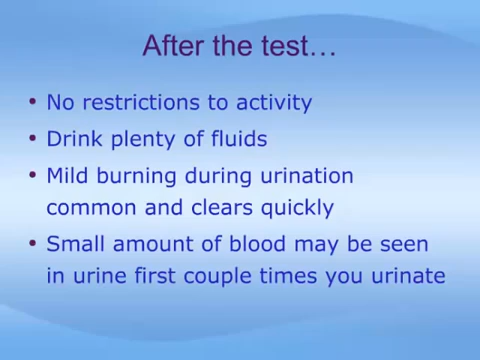 After the test…
• No restrictions to activity
• Drink plenty of fluids
• Mild burning during urination
common and clears quickly
• Small amount of blood may be seen
in urine first couple times you urinate